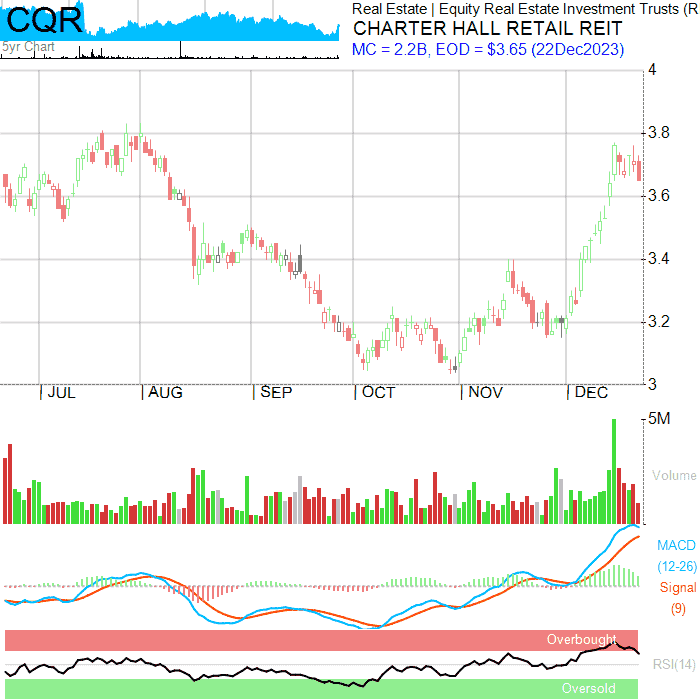 CQR
Real Estate | Equity Real Estate Investment Trusts (R
CHARTER HALL RETAIL REIT
5yr Chart
MC = 2.2B, EOD = $3.65 (22Dec2023)
4
3.8
3.6
3.4
3.2
3
JUL AUG SEP OCT NOV DEC
5M
Volume
MACD
(12-26)
Signal
(9)
Overbought
RSI(14)
Oversold